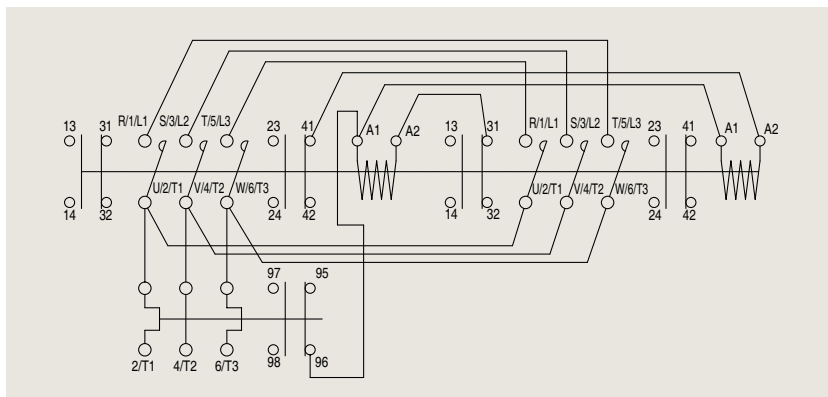 13 31 R/1/L1 S/3/L2 T/5/L3 23 41 A1 A2 13 31 R/1/L1 S/3/L2 T/5/L3 23 41 A1 A2
14 32 U/2/T1 V/4/T2 W/6/T3 24 42 14 32 U/2/T1 V/4/T2 W/6/T3 24 42
97 95
2/T1 4/T2 6/T3 98 96